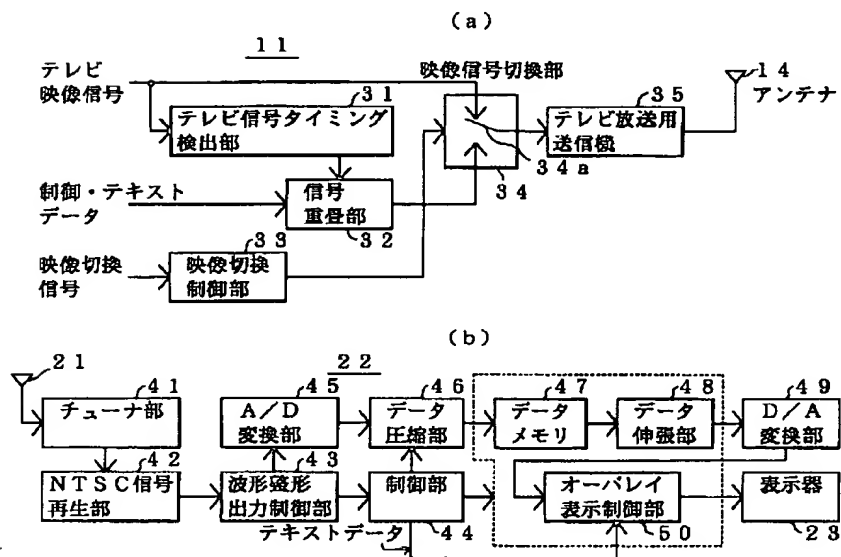 (a)
11
テレビ
映像信号
31
テレビ信号タイミング
検出部
映像信号切換部
34a
34
35
テレビ放送用
送信機
14
アンテナ
制御・テキスト
データ
信号
重畳部
32
映像切換
信号
33
映像切換
制御部
(b)
21
22
41
チューナ部
45
A/D
変換部
46
データ
圧縮部
47
データ
メモリ
48
データ
伸張部
49
D/A
変換部
42
NTSC信号
再生部
43
波形整形
出力制御部
制御部
44
テキストデータ
オーバレイ
表示制御部
50
表示器
23